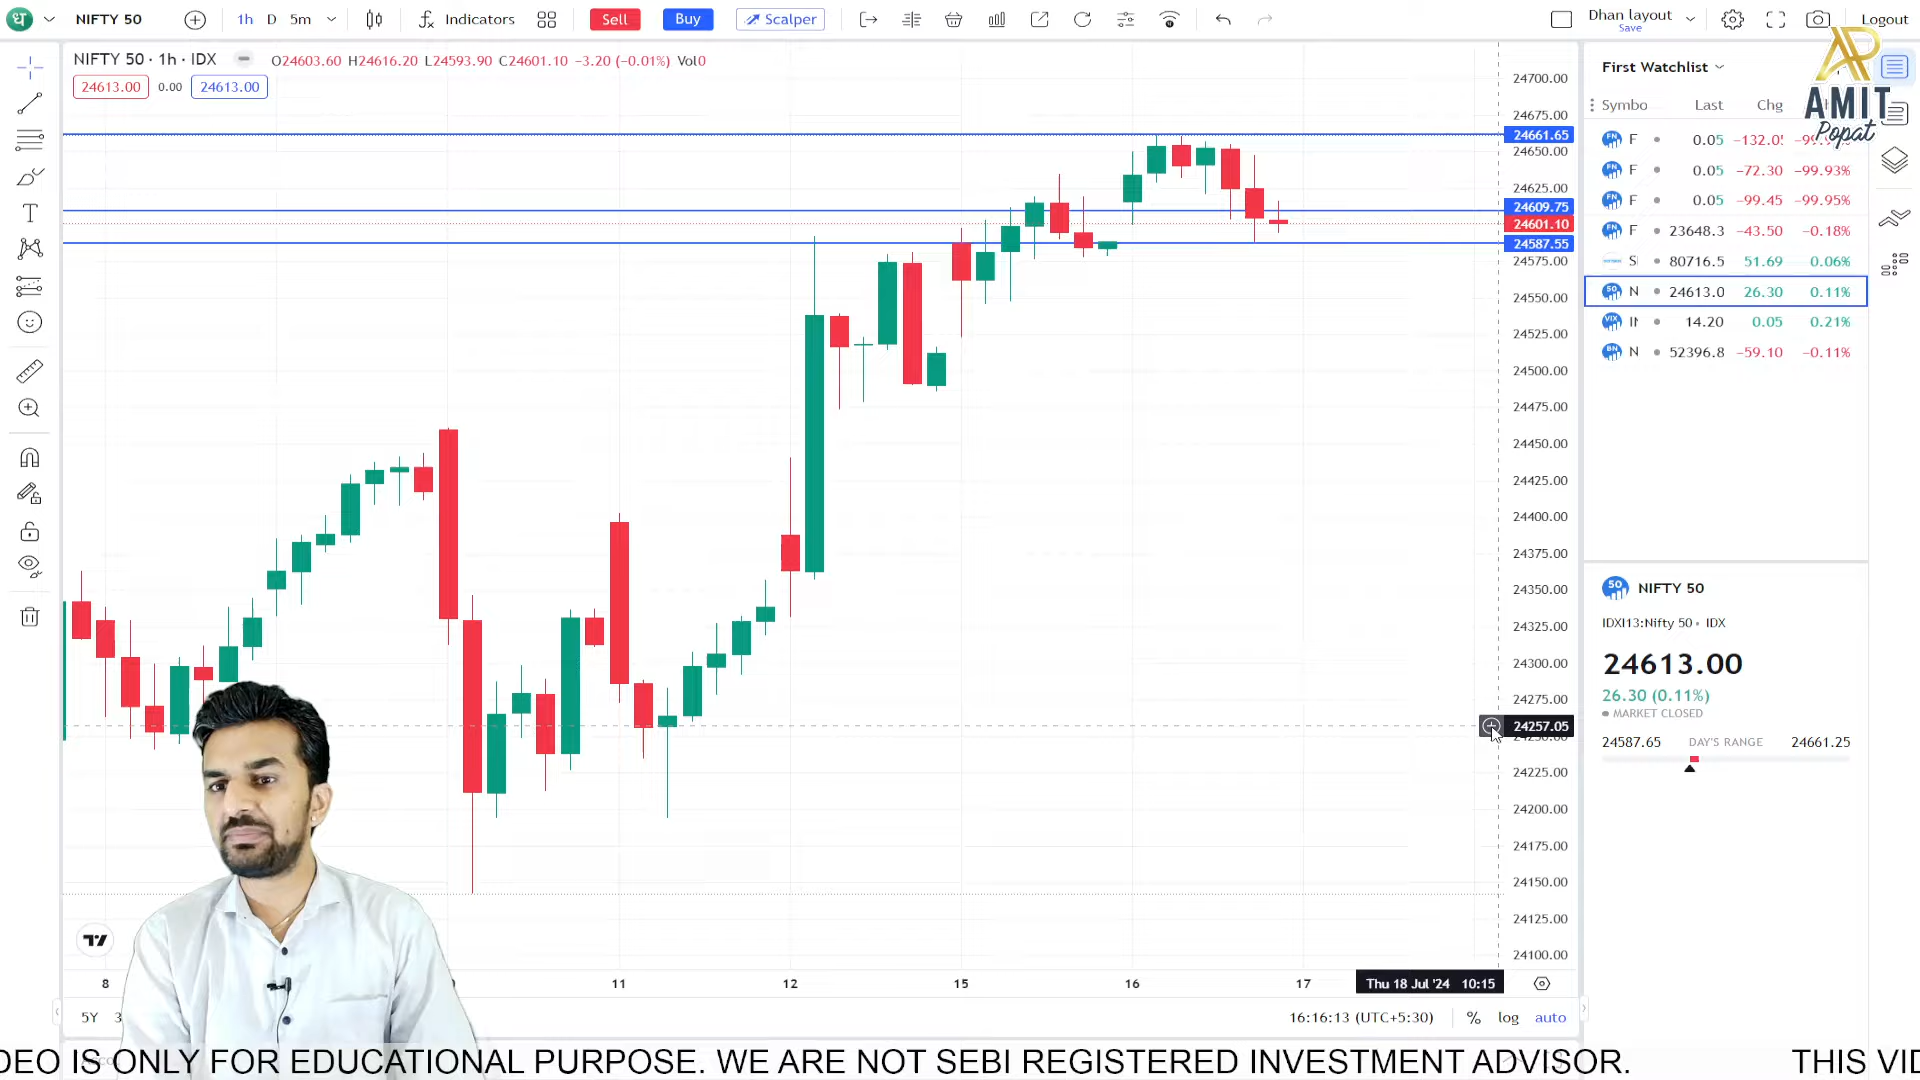 NIFTY 50
1h D 5m
Indicators
Sell
Buy
Scalper
Dhan layout
Save
Logout
NIFTY 50 · 1h · IDX
O24603.60 H24616.20 L24593.90 C24601.10 −3.20 (−0.01%) Vol0
24613.00 0.00 24613.00
24700.00
24675.00
24661.65
24650.00
24625.00
24609.75
24601.10
24587.55
24575.00
24550.00
24525.00
24500.00
24475.00
24450.00
24425.00
24400.00
24375.00
24350.00
24325.00
24300.00
24275.00
24257.05
24250.00
24225.00
24200.00
24175.00
24150.00
24125.00
24100.00
8 11 12 15 16 17 Thu 18 Jul '24 10:15
5Y 3
16:16:13 (UTC+5:30) % log auto
First Watchlist
AMIT
Popat
Symbo Last Chg
F 0.05 −132.0
F 0.05 −72.30 −99.93%
F 0.05 −99.45 −99.95%
F 23648.3 −43.50 −0.18%
S 80716.5 51.69 0.06%
N 24613.0 26.30 0.11%
IN 14.20 0.05 0.21%
N 52396.8 −59.10 −0.11%
50 NIFTY 50
IDXI13:Nifty 50 • IDX
24613.00
26.30 (0.11%)
MARKET CLOSED
24587.65 DAY'S RANGE 24661.25
DEO IS ONLY FOR EDUCATIONAL PURPOSE. WE ARE NOT SEBI REGISTERED INVESTMENT ADVISOR. THIS VID